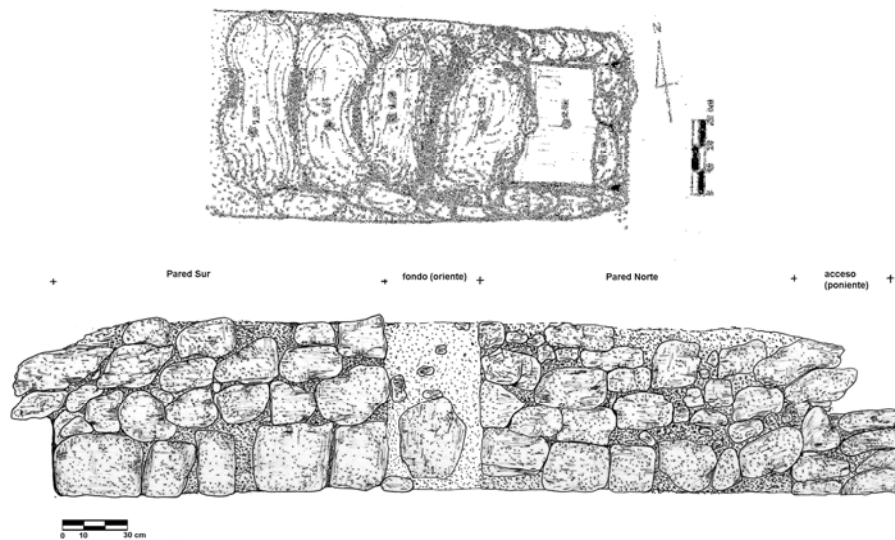 Pared Sur
fondo (oriente)
Pared Norte
acceso
(poniente)
0 10 30 cm